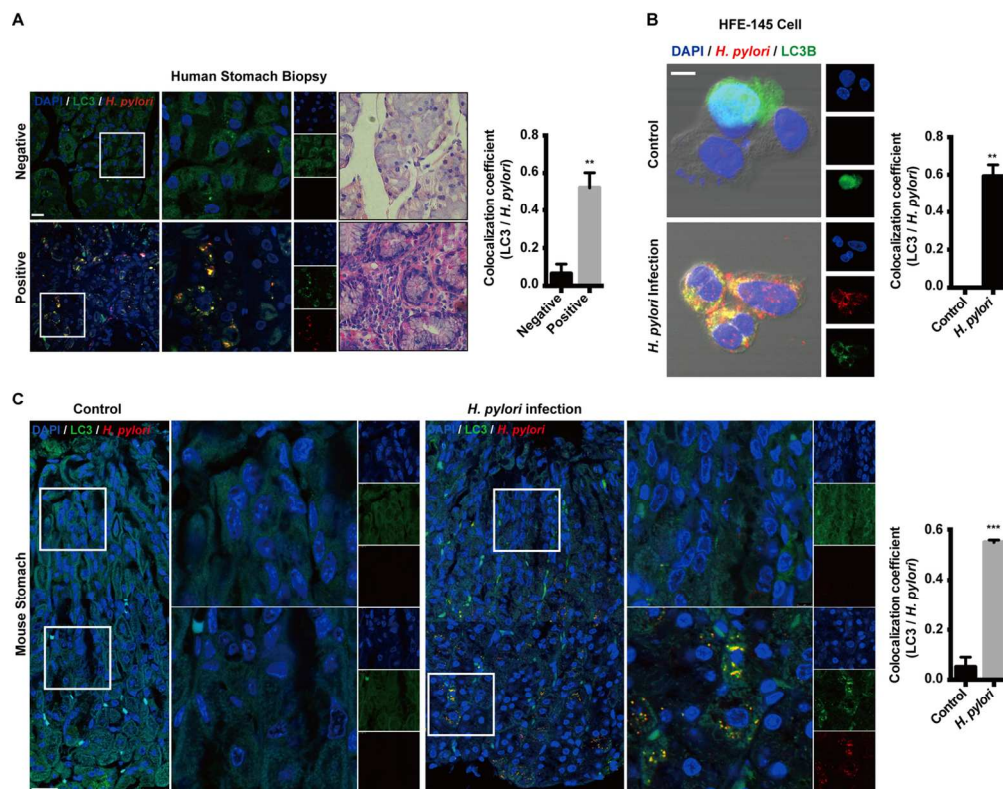 A
Human Stomach Biopsy
DAPI / LC3 / H. pylori
Negative
Positive
Colocalization coefficient
(LC3 / H. pylori)
0.8
0.6
0.4
0.2
0.0
**
Negative
Positive
B
HFE-145 Cell
DAPI / H. pylori / LC3B
Control
H. pylori Infection
Colocalization coefficient
(LC3 / H. pylori)
0.8
0.6
0.4
0.2
0.0
**
Control
H. pylori
C
Control
H. pylori infection
DAPI / LC3 / H. pylori
DAPI / LC3 / H. pylori
Mouse Stomach
Colocalization coefficient
(LC3 / H. pylori)
0.6
0.4
0.2
0.0
***
Control
H. pylori